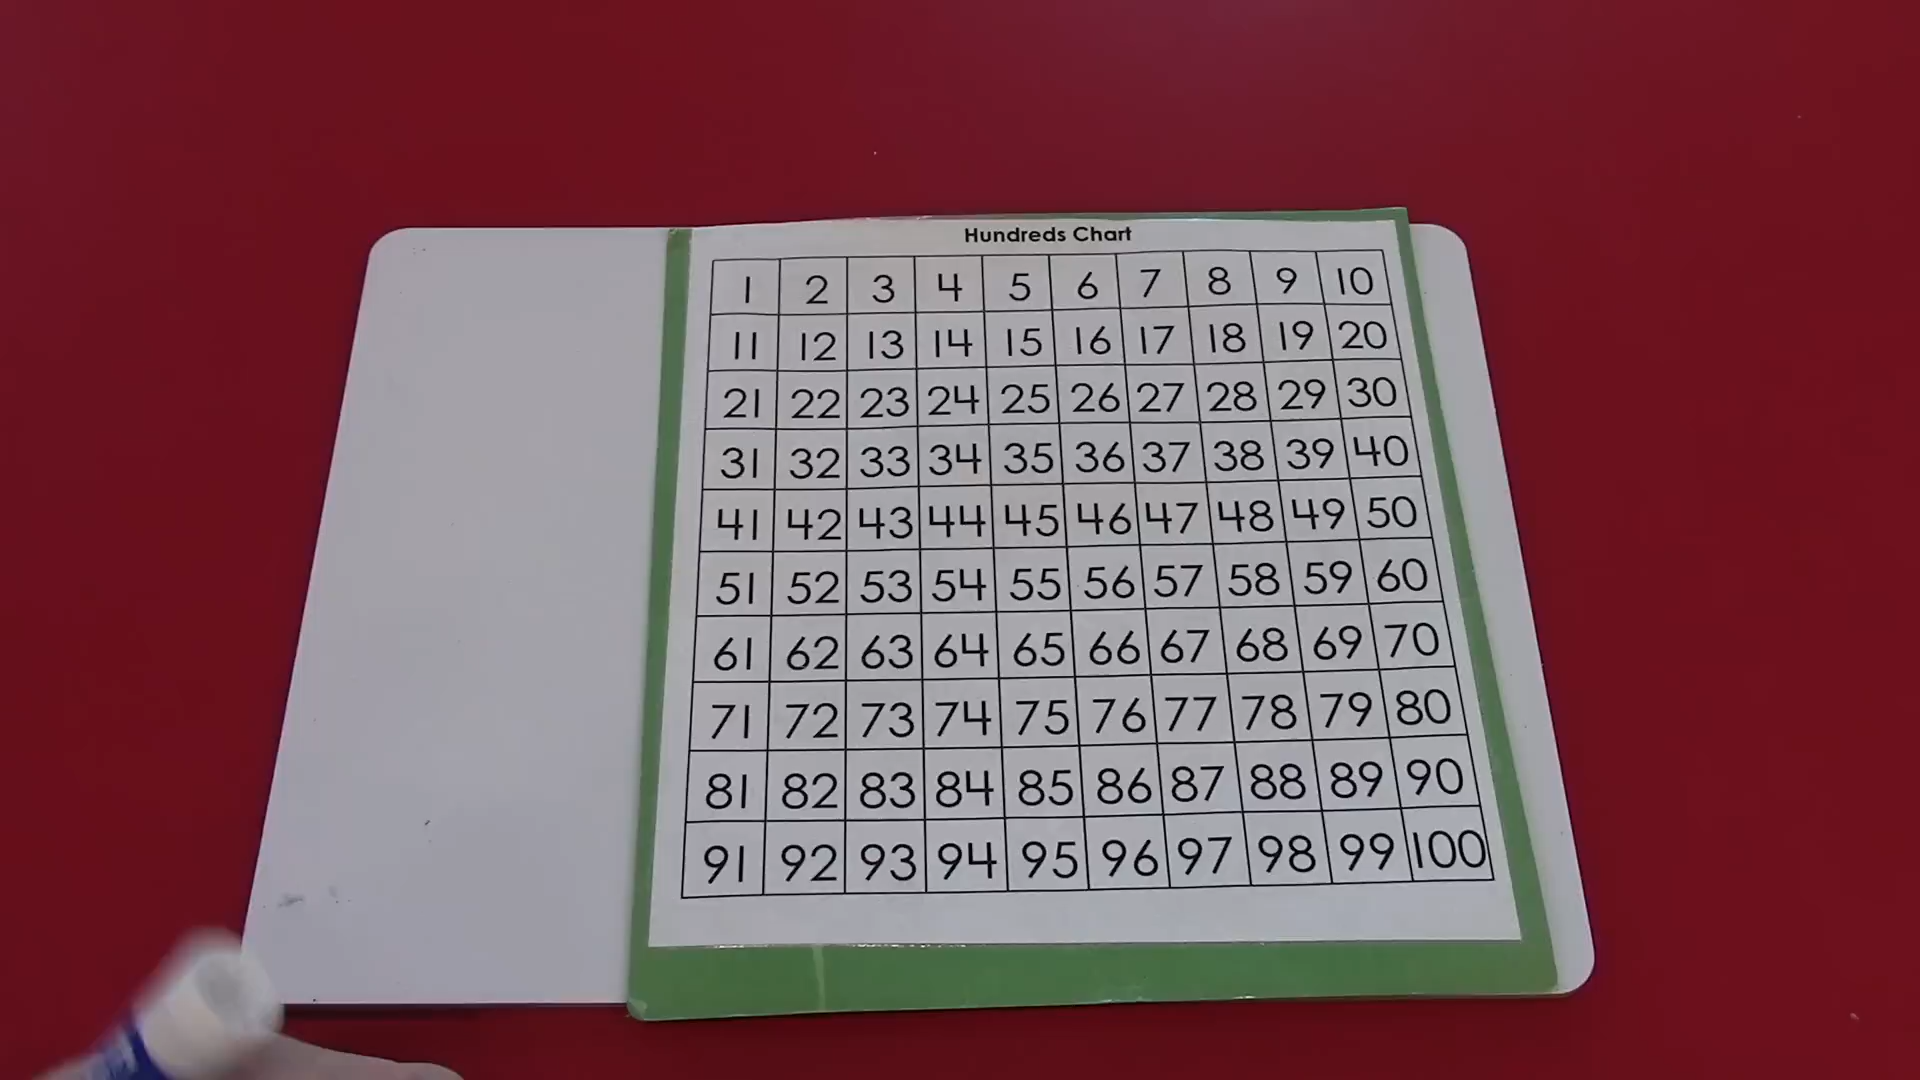 Hundreds Chart
1 2 3 4 5 6 7 8 9 10
11 12 13 14 15 16 17 18 19 20
21 22 23 24 25 26 27 28 29 30
31 32 33 34 35 36 37 38 39 40
41 42 43 44 45 46 47 48 49 50
51 52 53 54 55 56 57 58 59 60
61 62 63 64 65 66 67 68 69 70
71 72 73 74 75 76 77 78 79 80
81 82 83 84 85 86 87 88 89 90
91 92 93 94 95 96 97 98 99 100